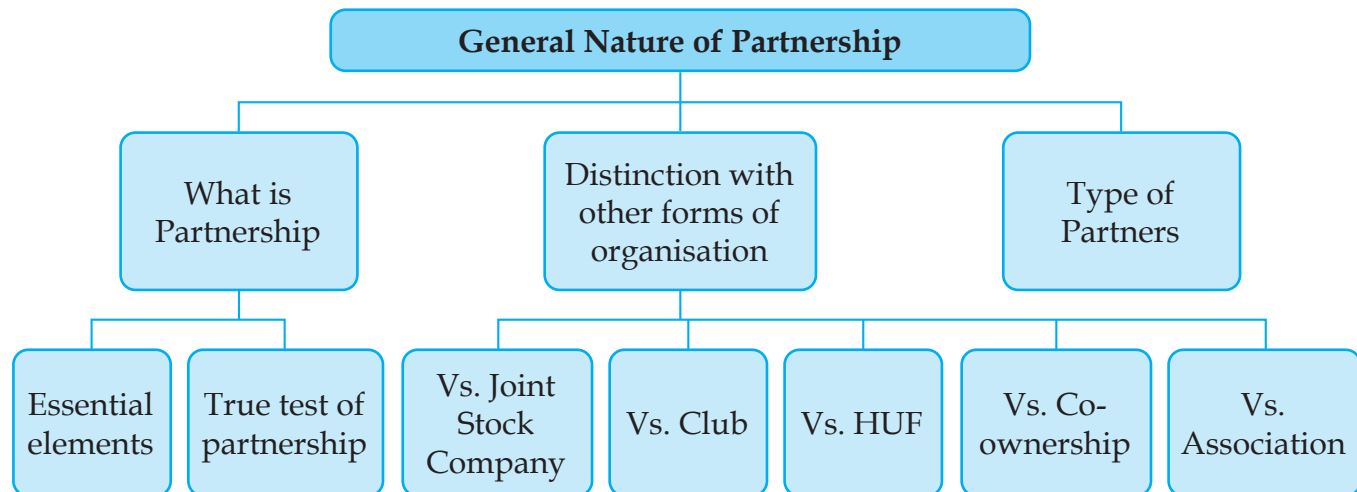 General Nature of Partnership
What is
Partnership
Distinction with
other forms of
organisation
Type of
Partners
Essential
elements
True test of
partnership
Vs. Joint
Stock
Company
Vs. Club
Vs. HUF
Vs. Co-
ownership
Vs.
Association